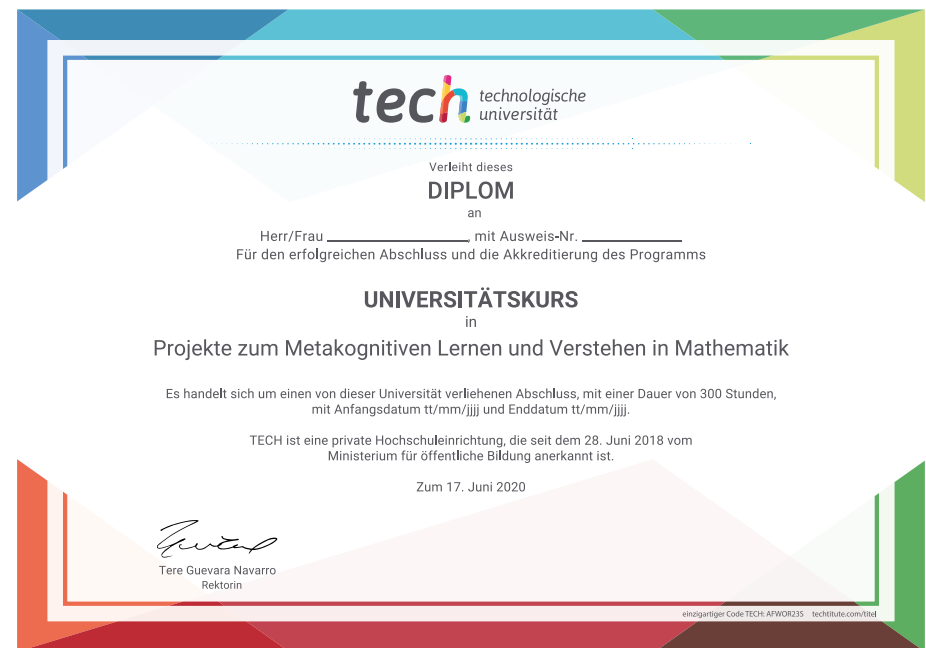 tech technologische
universität
Verleiht dieses
DIPLOM
an
Herr/Frau ____________________, mit Ausweis-Nr. ______________
Für den erfolgreichen Abschluss und die Akkreditierung des Programms
UNIVERSITÄTSKURS
in
Projekte zum Metakognitiven Lernen und Verstehen in Mathematik
Es handelt sich um einen von dieser Universität verliehenen Abschluss, mit einer Dauer von 300 Stunden,
mit Anfangsdatum tt/mm/jjjj und Enddatum tt/mm/jjjj.
TECH ist eine private Hochschuleinrichtung, die seit dem 28. Juni 2018 vom
Ministerium für öffentliche Bildung anerkannt ist.
Zum 17. Juni 2020
Tere Guevara Navarro
Rektorin
einzigartiger Code TECH: AFWOR23S techtitute.com/titel